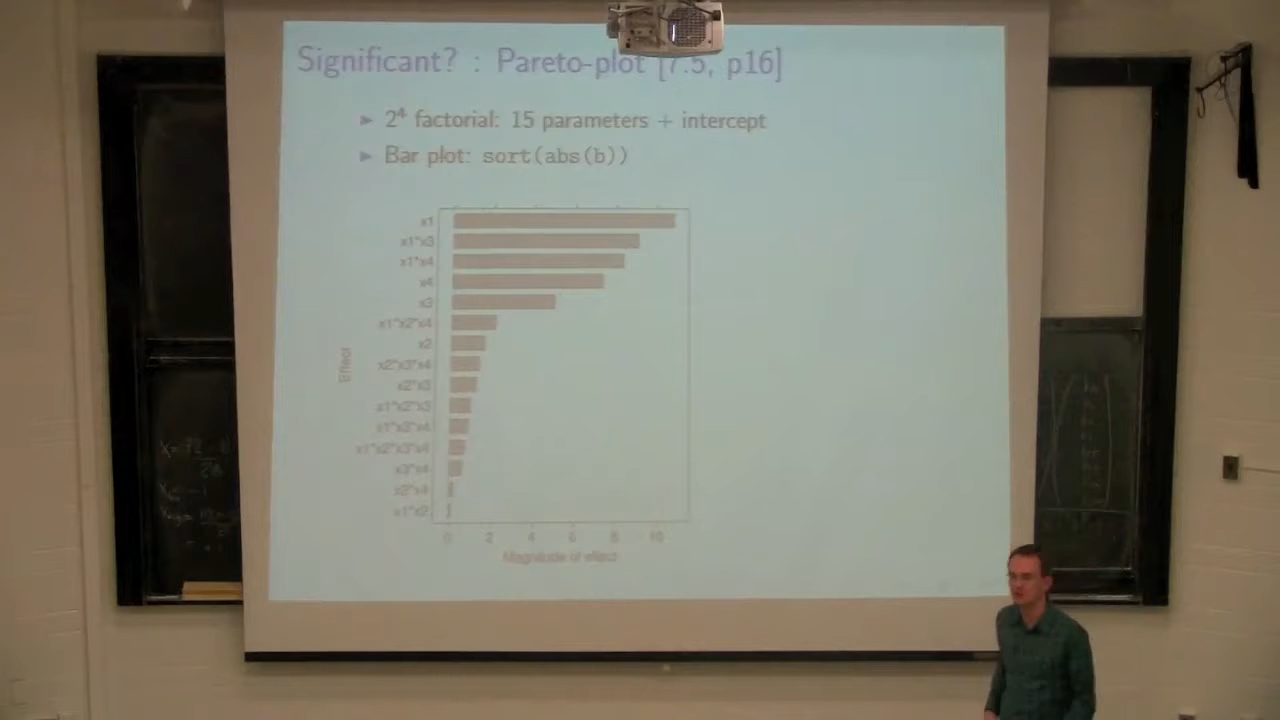 Significant? : Pareto-plot [7.5, p16]
► 2⁴ factorial: 15 parameters + intercept
► Bar plot: sort(abs(b))
x1
x1*x3
x1*x4
x4
x3
x1*x2*x4
x2
x2*x3*x4
x2*x3
x1*x2*x3
x1*x3*x4
x1*x2*x3*x4
x3*x4
x2*x4
x1*x2
Effect
0 2 4 6 8 10
Magnitude of effect